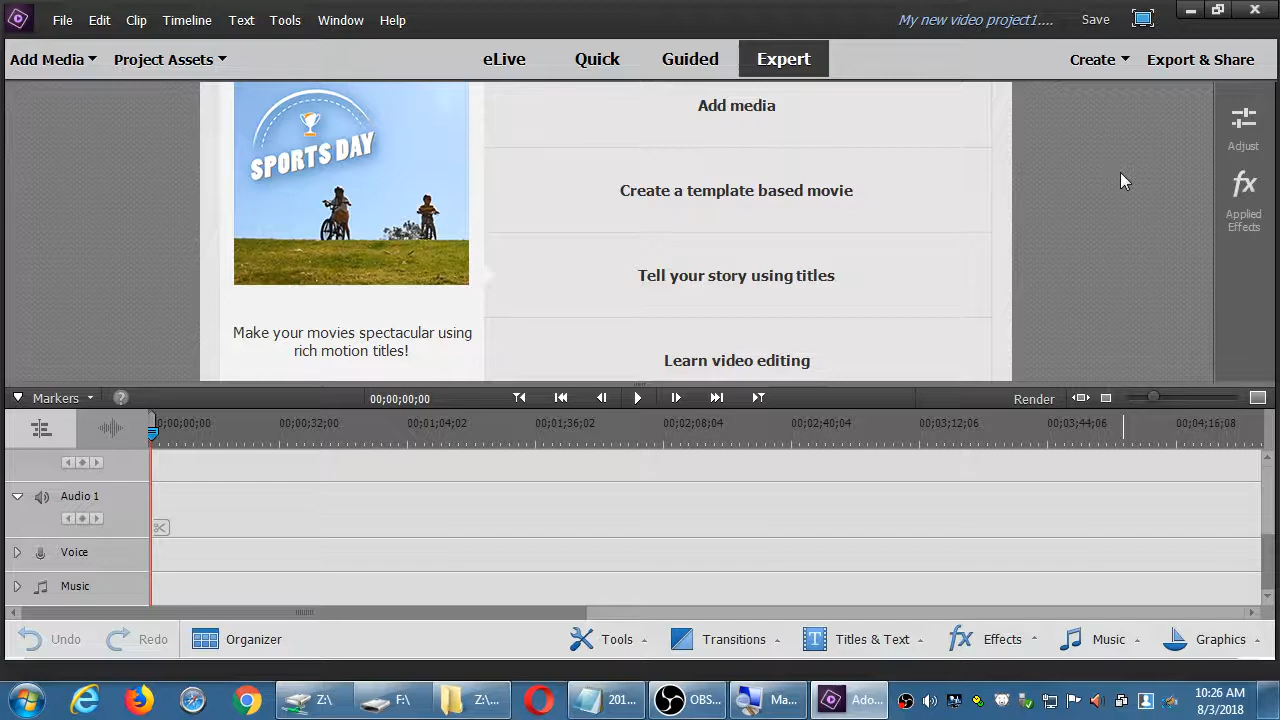 File Edit Clip Timeline Text Tools Window Help My new video project1.... Save
Add Media Project Assets eLive Quick Guided Expert Create Export & Share
SPORTS DAY
Make your movies spectacular using
rich motion titles!
Add media
Create a template based movie
Tell your story using titles
Learn video editing
Adjust
fx
Applied
Effects
Markers ? 00;00;00;00 Render
;00;00;00;00 00;00;32;00 00;01;04;02 00;01;36;02 00;02;08;04 00;02;40;04 00;03;12;06 00;03;44;06 00;04;16;08
Audio 1
Voice
Music
Undo Redo Organizer Tools Transitions T Titles & Text fx Effects Music Graphics
Z:\ F:\ Z:\... 201... OBS... Ma... Ado... 10:26 AM
8/3/2018